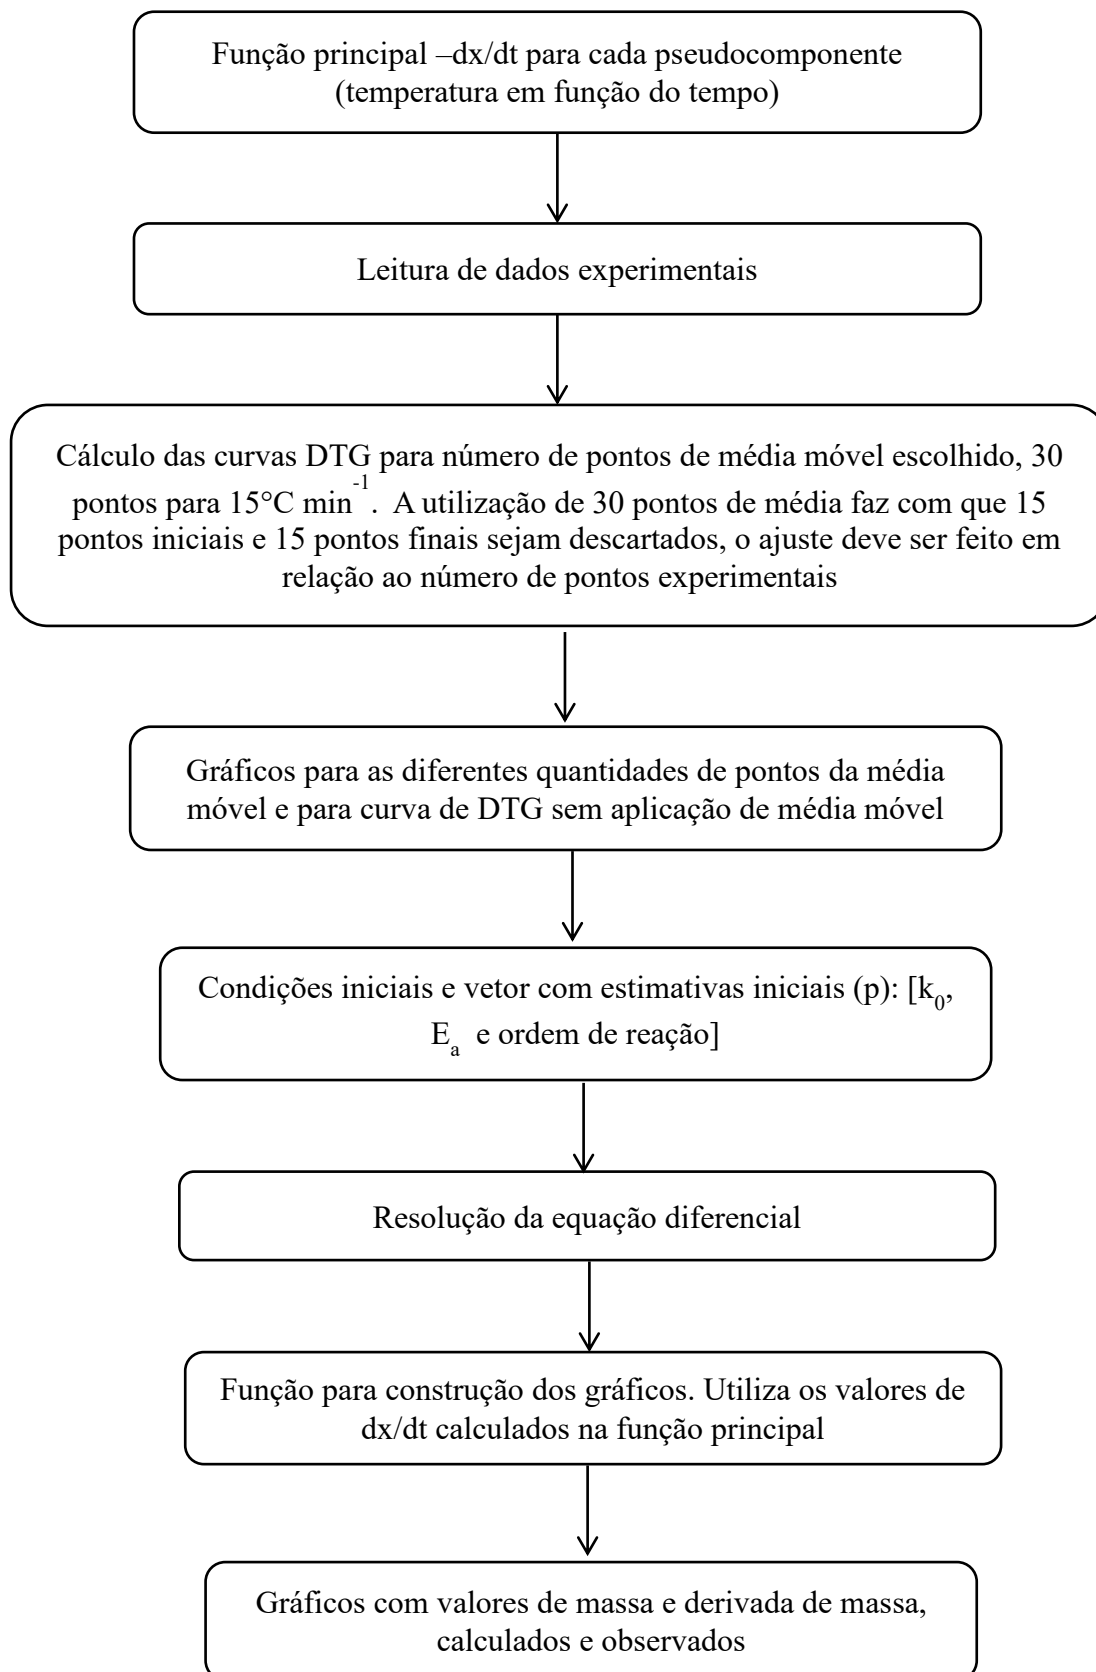 Função principal –dx/dt para cada pseudocomponente
(temperatura em função do tempo)
Leitura de dados experimentais
Cálculo das curvas DTG para número de pontos de média móvel escolhido, 30
pontos para 15°C min⁻¹. A utilização de 30 pontos de média faz com que 15
pontos iniciais e 15 pontos finais sejam descartados, o ajuste deve ser feito em
relação ao número de pontos experimentais
Gráficos para as diferentes quantidades de pontos da média
móvel e para curva de DTG sem aplicação de média móvel
Condições iniciais e vetor com estimativas iniciais (p): [k₀,
Eₐ e ordem de reação]
Resolução da equação diferencial
Função para construção dos gráficos. Utiliza os valores de
dx/dt calculados na função principal
Gráficos com valores de massa e derivada de massa,
calculados e observados